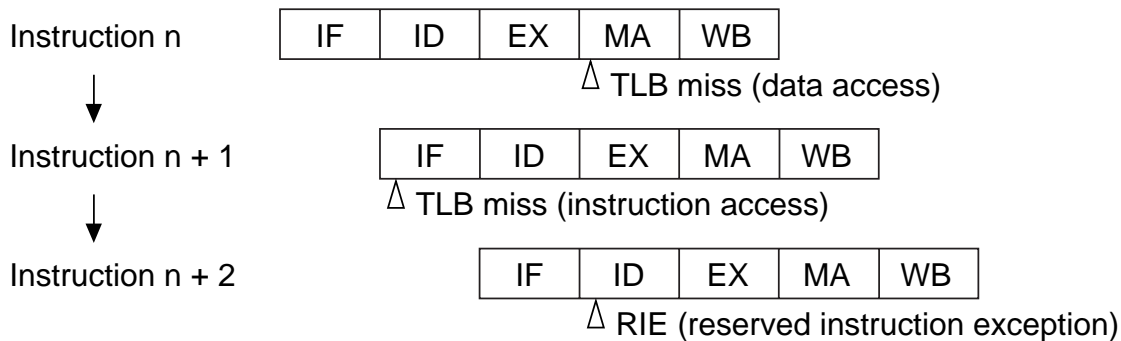 Instruction n IF ID EX MA WB
TLB miss (data access)
Instruction n + 1 IF ID EX MA WB
TLB miss (instruction access)
Instruction n + 2 IF ID EX MA WB
RIE (reserved instruction exception)